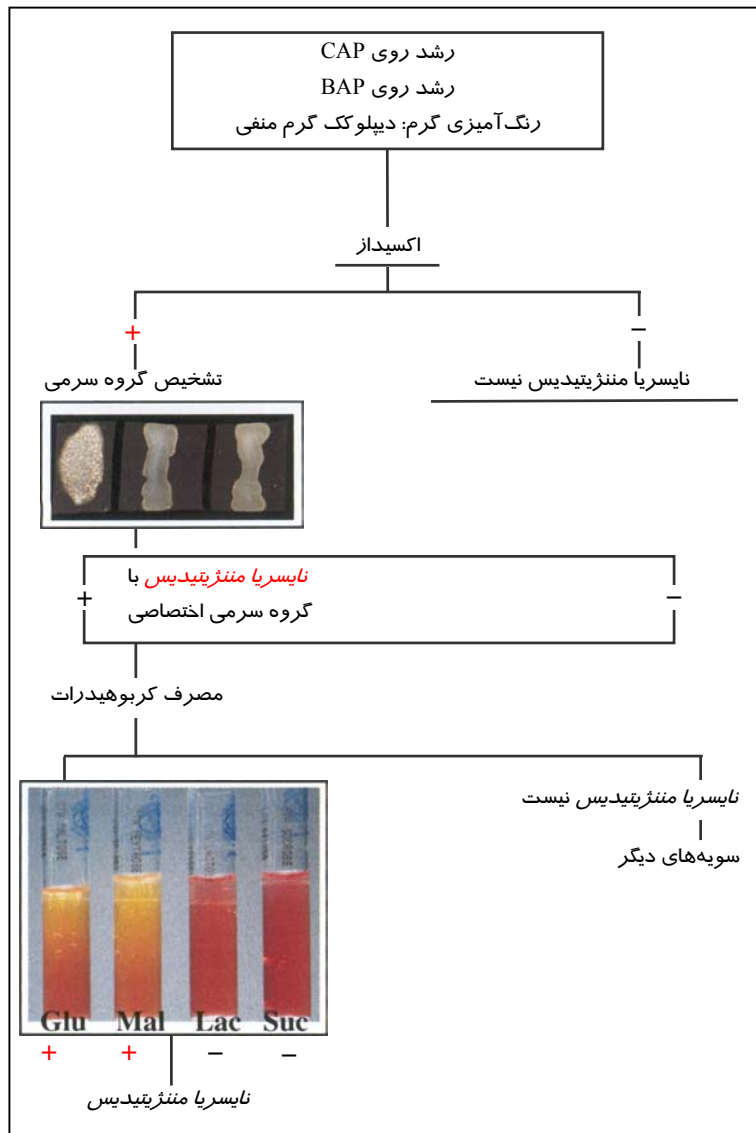 رشد روی CAP
رشد روی BAP
رنگ‌آمیزی گرم: دیپلوکک گرم منفی
اکسیداز
+
−
تشخیص گروه سرمی
نایسریا مننژیتیدیس نیست
+
نایسریا مننژیتیدیس با
گروه سرمی اختصاصی
−
مصرف کربوهیدرات
نایسریا مننژیتیدیس نیست
سویه‌های دیگر
Glu Mal Lac Suc
+ + − −
نایسریا مننژیتیدیس